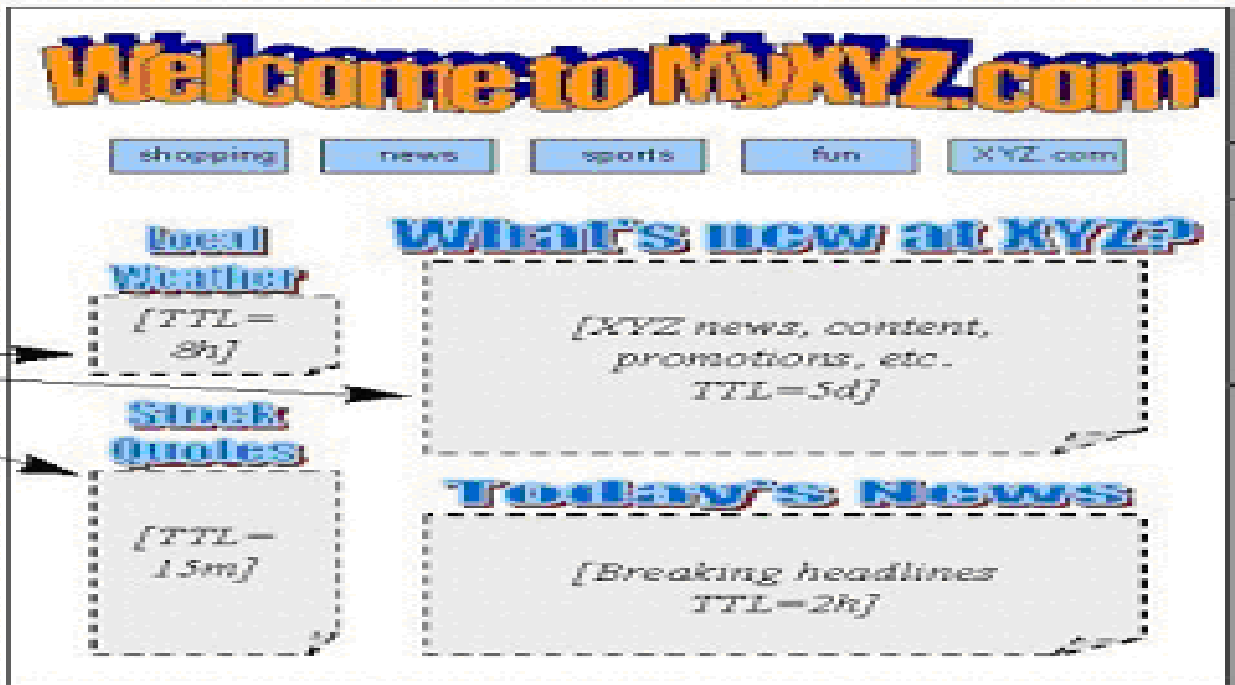 Welcome to MyXYZ.com
shopping news sports fun XYZ.com
Local
Weather
[TTL=
8h]
What's new at XYZ?
[XYZ news, content,
promotions, etc.
TTL=5d]
Stock
Quotes
[TTL=
15m]
Today's News
[Breaking headlines
TTL=2h]